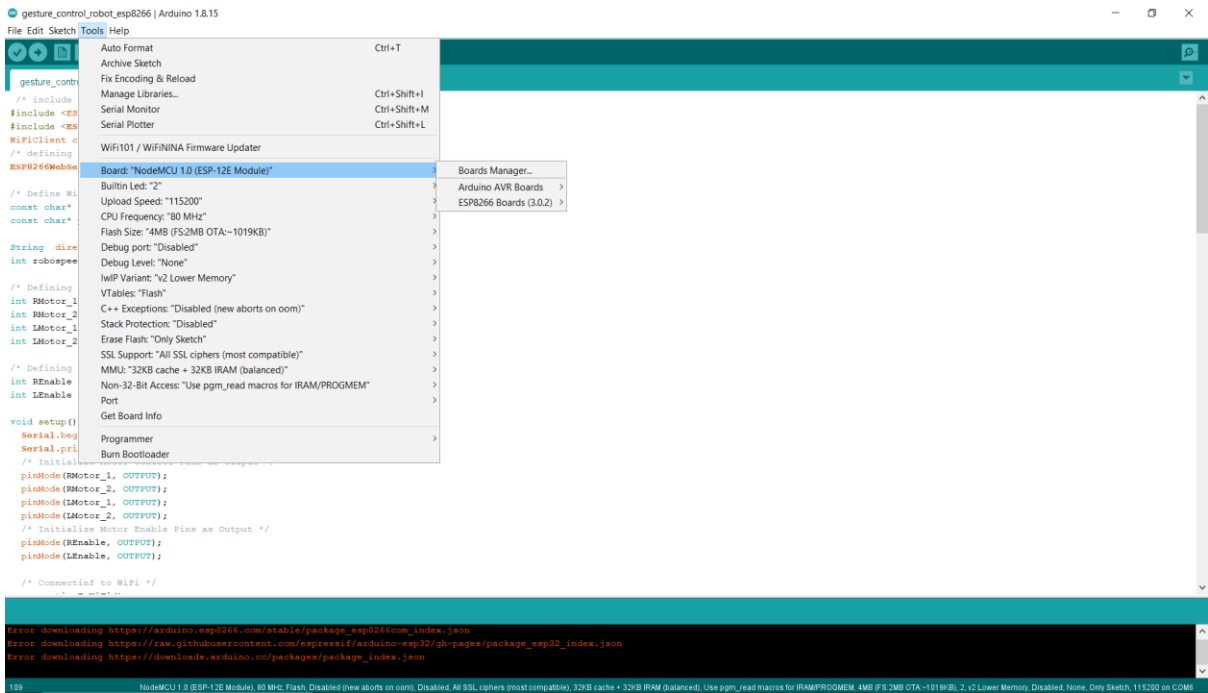 gesture_control_robot_esp8266 | Arduino 1.8.15
File Edit Sketch Tools Help
Auto Format Ctrl+T
Archive Sketch
Fix Encoding & Reload
Manage Libraries... Ctrl+Shift+I
Serial Monitor Ctrl+Shift+M
Serial Plotter Ctrl+Shift+L
WiFi101 / WiFiNINA Firmware Updater
Board: "NodeMCU 1.0 (ESP-12E Module)"
Builtin Led: "2"
Upload Speed: "115200"
CPU Frequency: "80 MHz"
Flash Size: "4MB (FS:2MB OTA:~1019KB)"
Debug port: "Disabled"
Debug Level: "None"
lwIP Variant: "v2 Lower Memory"
VTables: "Flash"
C++ Exceptions: "Disabled (new aborts on oom)"
Stack Protection: "Disabled"
Erase Flash: "Only Sketch"
SSL Support: "All SSL ciphers (most compatible)"
MMU: "32KB cache + 32KB IRAM (balanced)"
Non-32-Bit Access: "Use pgm_read macros for IRAM/PROGMEM"
Port
Get Board Info
Programmer
Burn Bootloader
Boards Manager...
Arduino AVR Boards
ESP8266 Boards (3.0.2)
gesture_contr
/* include
#include <ES
#include <ES
WiFiClient c
/* defining
ESP8266WebSe
/* Define Wi
const char*
const char*
String dire
int robospee
/* Defining
int RMotor_1
int RMotor_2
int LMotor_1
int LMotor_2
/* Defining
int REnable
int LEnable
void setup()
Serial.beg
Serial.pri
/* Initial
pinMode(RMotor_1, OUTPUT);
pinMode(RMotor_2, OUTPUT);
pinMode(LMotor_1, OUTPUT);
pinMode(LMotor_2, OUTPUT);
/* Initialize Motor Enable Pins as Output */
pinMode(REnable, OUTPUT);
pinMode(LEnable, OUTPUT);
/* Connectinf to WiFi */
Error downloading https://arduino.esp8266.com/stable/package_esp8266com_index.json
Error downloading https://raw.githubusercontent.com/espressif/arduino-esp32/gh-pages/package_esp32_index.json
Error downloading https://downloads.arduino.cc/packages/package_index.json
109 NodeMCU 1.0 (ESP-12E Module), 80 MHz, Flash, Disabled (new aborts on oom), Disabled, All SSL ciphers (most compatible), 32KB cache + 32KB IRAM (balanced), Use pgm_read macros for IRAM/PROGMEM, 4MB (FS:2MB OTA:~1019KB), 2, v2 Lower Memory, Disabled, None, Only Sketch, 115200 on COM6